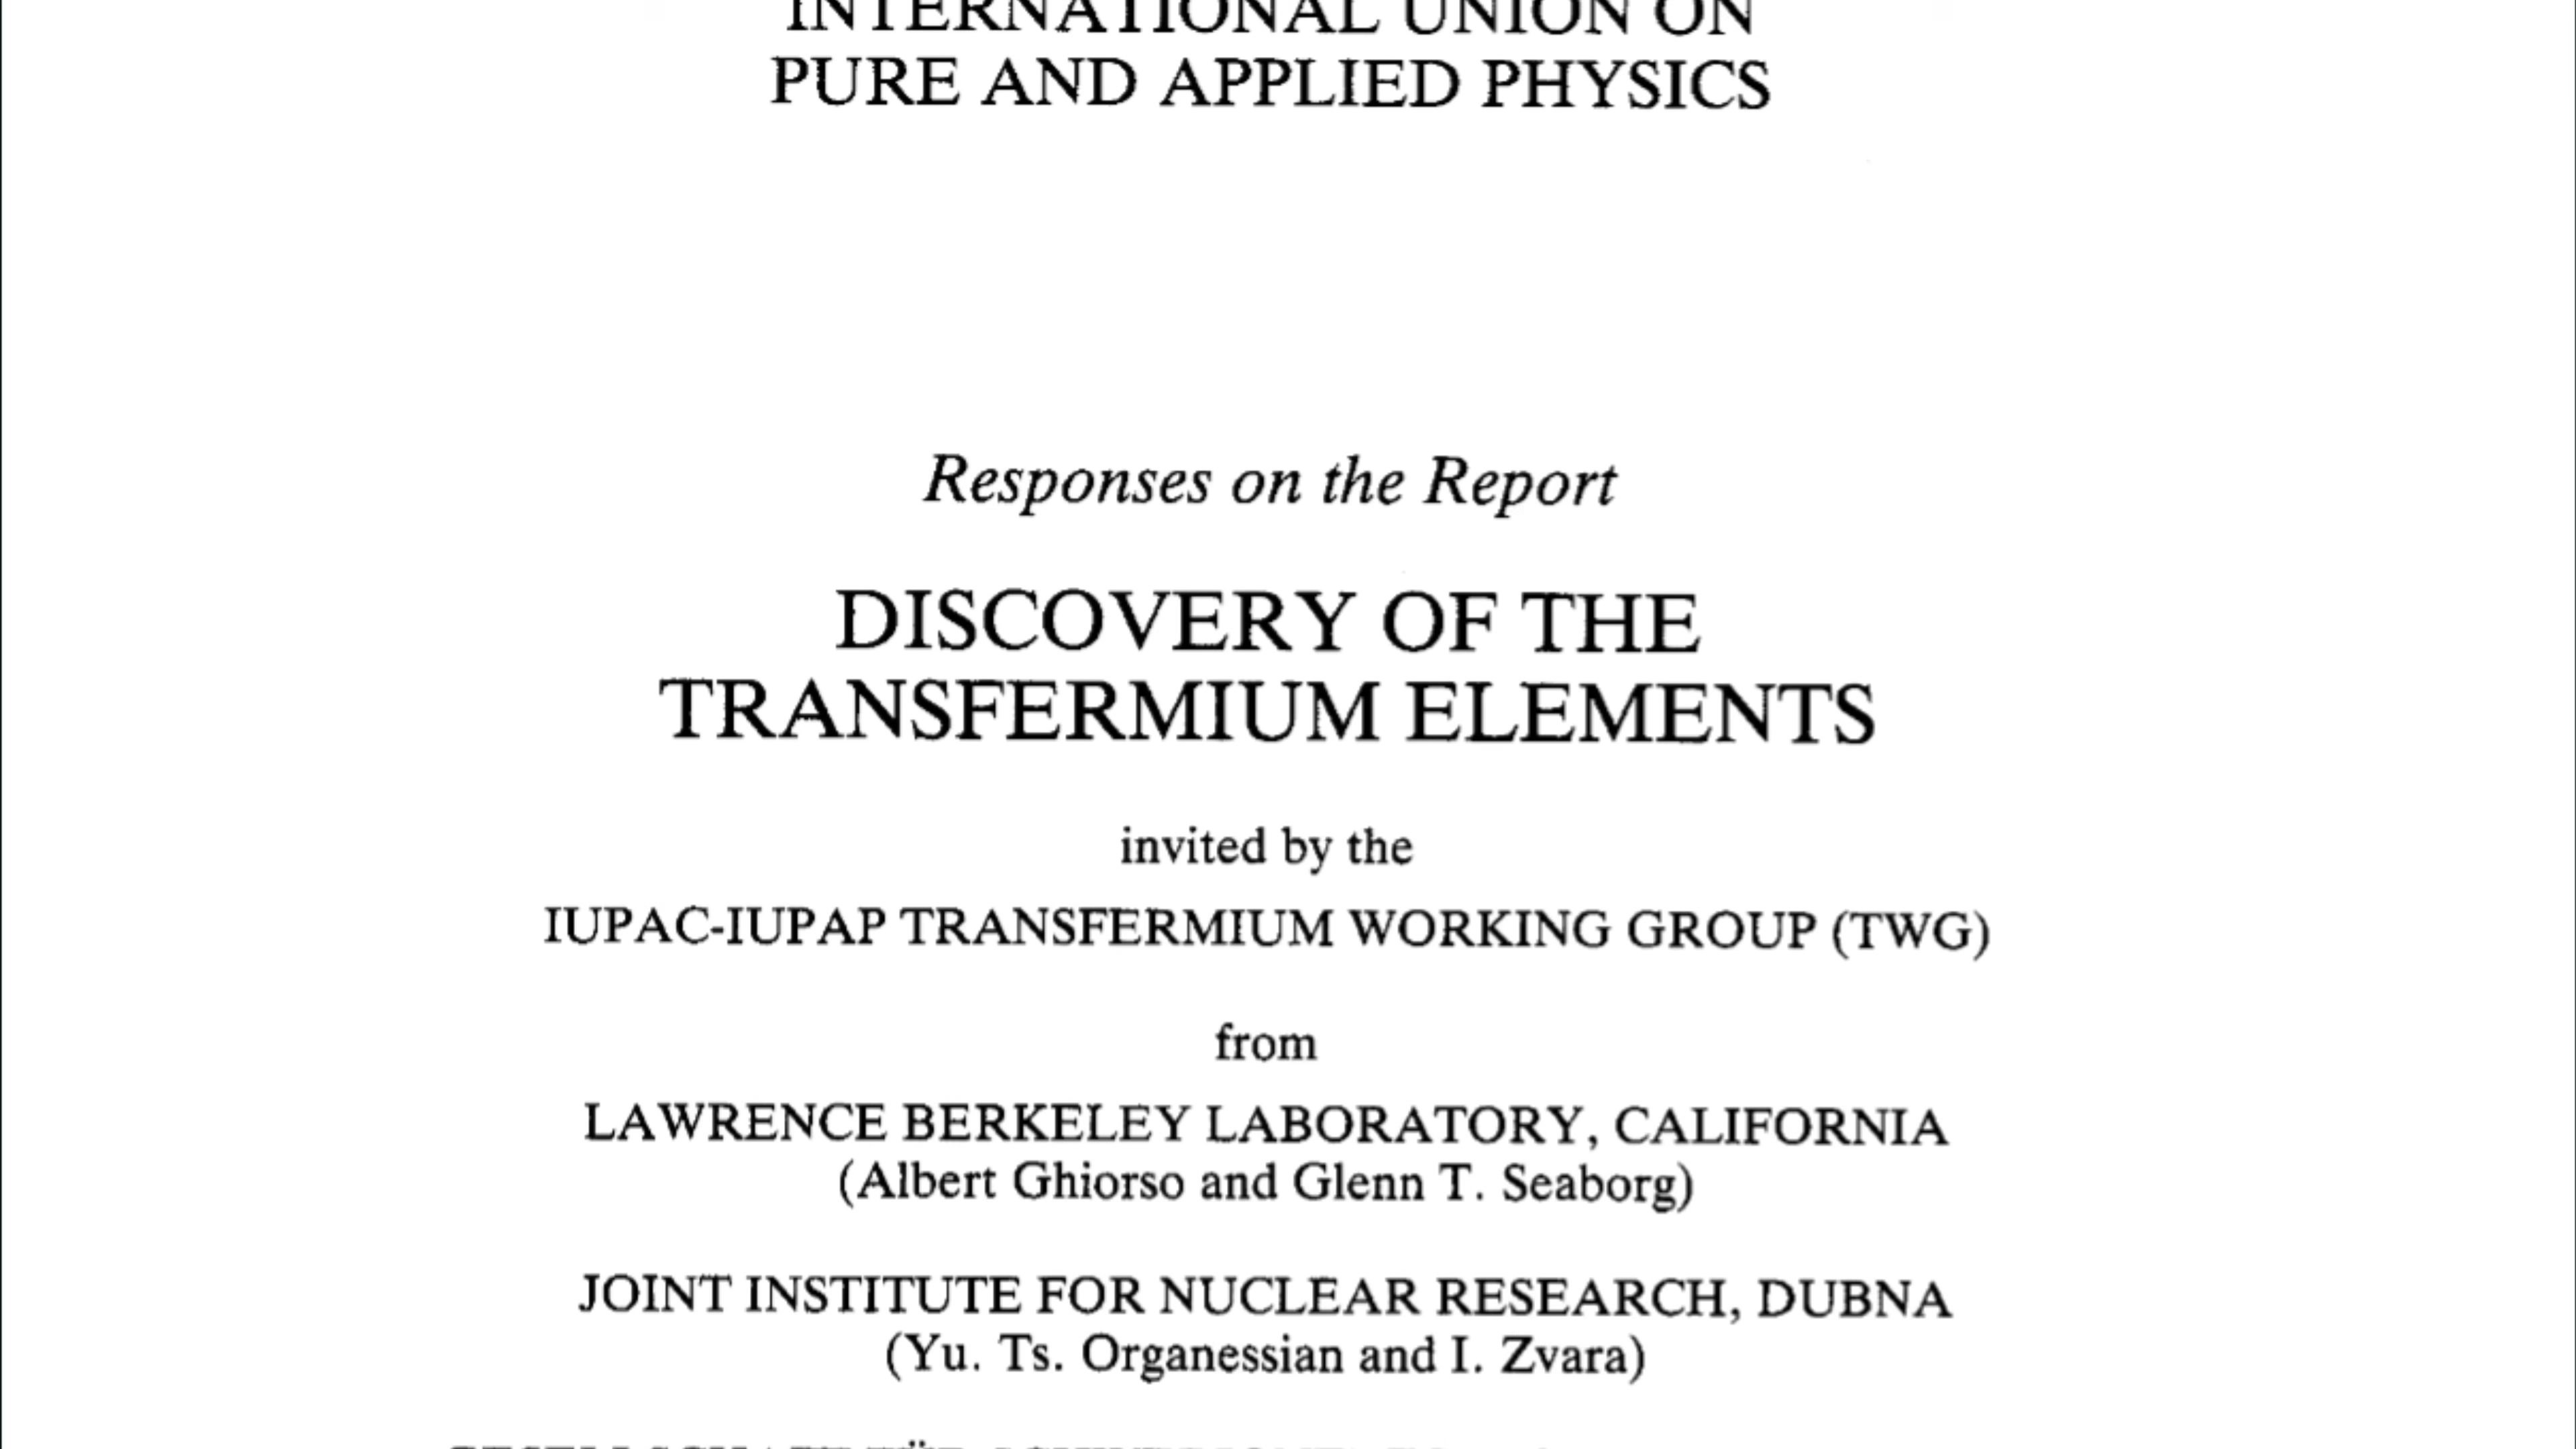 INTERNATIONAL UNION ON
PURE AND APPLIED PHYSICS
Responses on the Report
DISCOVERY OF THE
TRANSFERMIUM ELEMENTS
invited by the
IUPAC-IUPAP TRANSFERMIUM WORKING GROUP (TWG)
from
LAWRENCE BERKELEY LABORATORY, CALIFORNIA
(Albert Ghiorso and Glenn T. Seaborg)
JOINT INSTITUTE FOR NUCLEAR RESEARCH, DUBNA
(Yu. Ts. Organessian and I. Zvara)